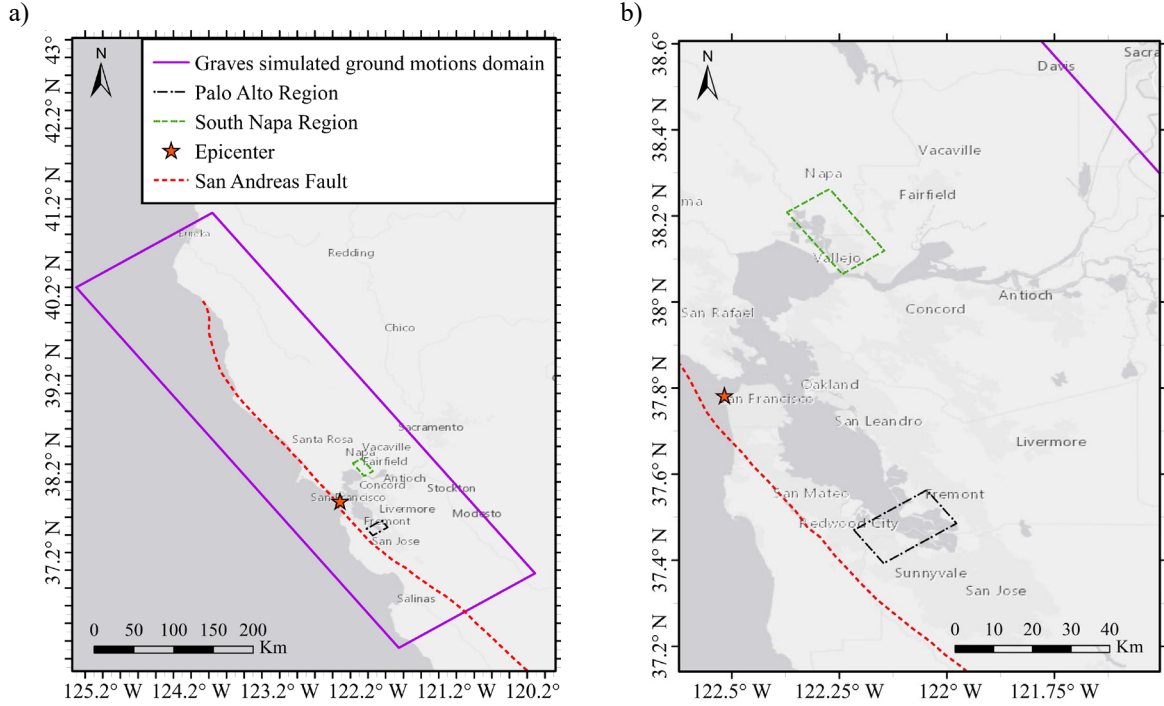 a)
N
Graves simulated ground motions domain
Palo Alto Region
South Napa Region
Epicenter
San Andreas Fault
43°
42.2° N
41.2° N
40.2° N
39.2° N
38.2° N
37.2° N
Eureka
Redding
Chico
Sacramento
Santa Rosa
Vacaville
Napa
Fairfield
Antioch
Concord
Stockton
San Francisco
Livermore
Modesto
Fremont
San Jose
Salinas
0 50 100 150 200
Km
125.2° W 124.2° W 123.2° W 122.2° W 121.2° W 120.2° W
b)
N
38.6°
38.4° N
38.2° N
38° N
37.8° N
37.6° N
37.4° N
37.2° N
Sacra
Davis
Vacaville
Napa
Fairfield
ma
Vallejo
Antioch
Concord
San Rafael
Oakland
an Francisco
San Leandro
Livermore
San Mateo
Fremont
Redwood City
Sunnyvale
San Jose
0 10 20 30 40
Km
122.5° W 122.25° W 122° W 121.75° W